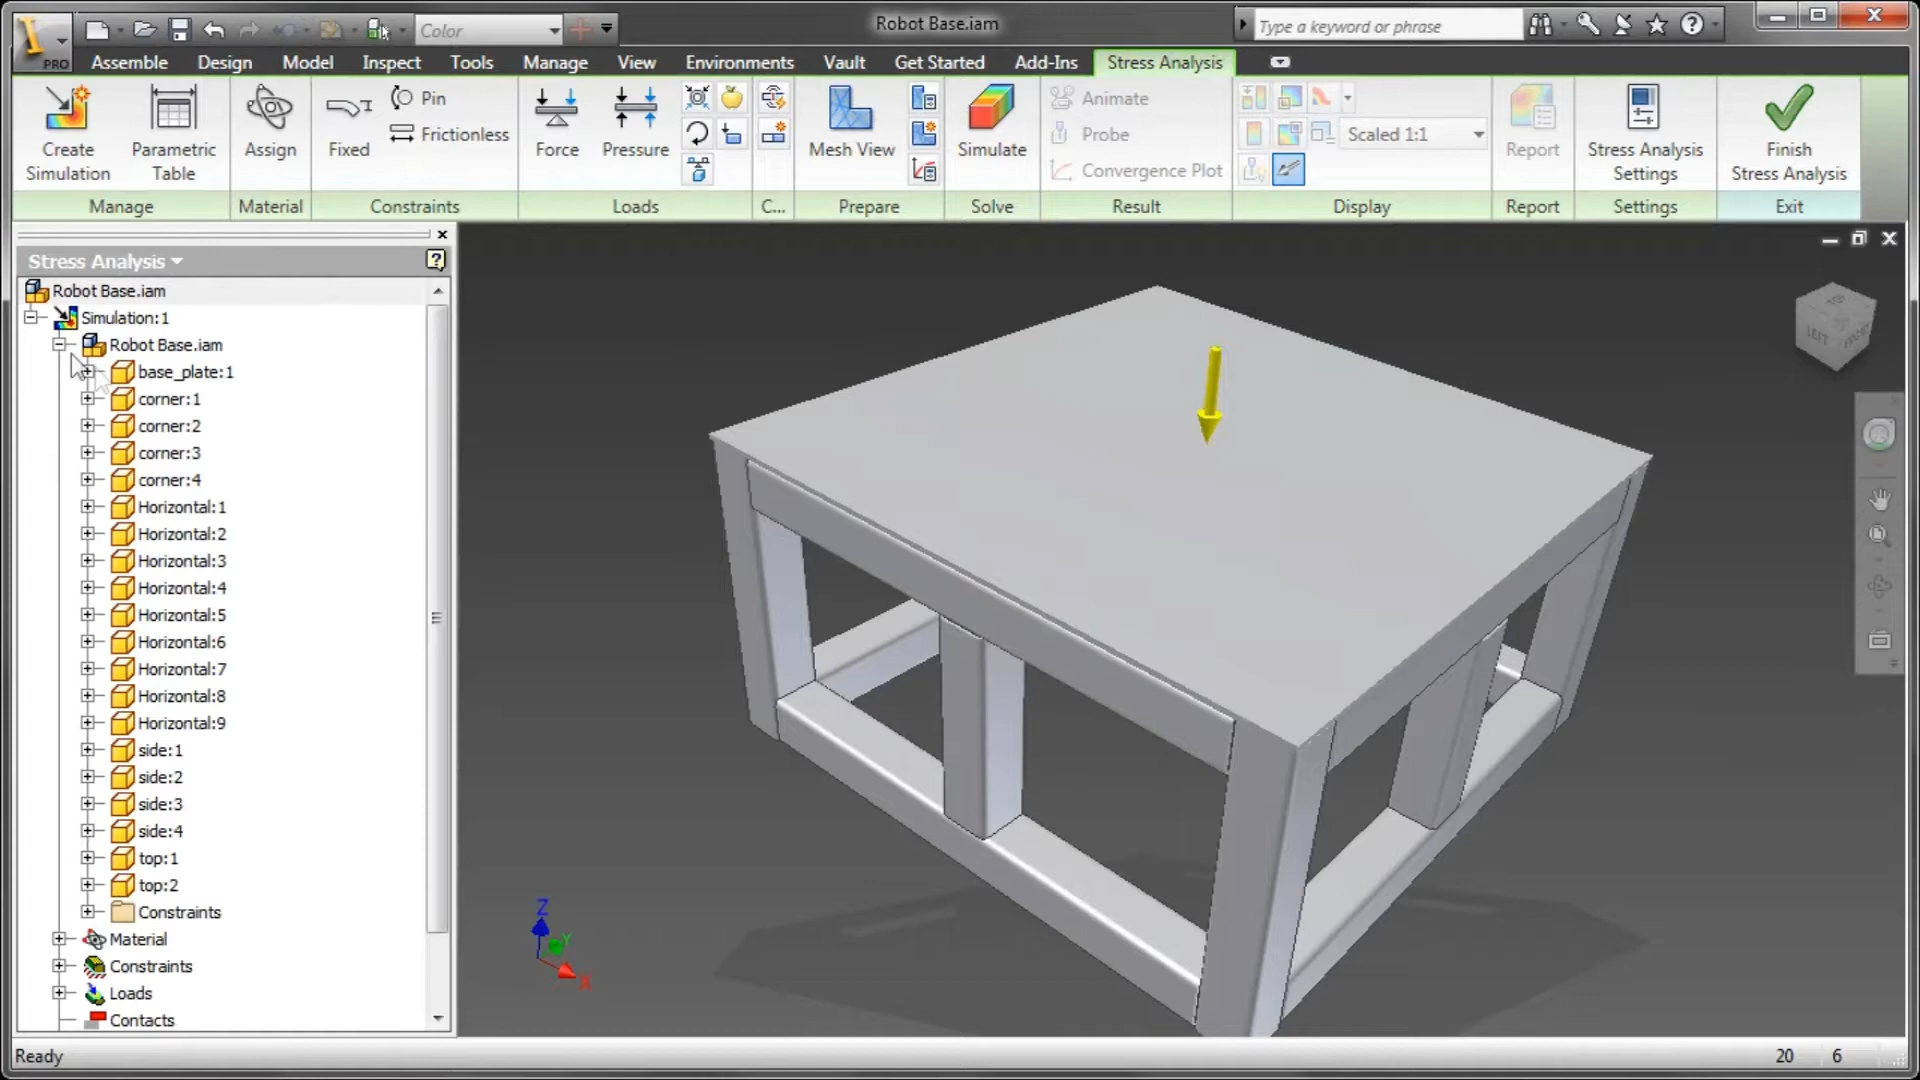 Color
Robot Base.iam
Type a keyword or phrase
PRO
Assemble Design Model Inspect Tools Manage View Environments Vault Get Started Add-Ins Stress Analysis
Create Simulation
Parametric Table
Assign
Fixed
Pin
Frictionless
Force
Pressure
Mesh View
Simulate
Animate
Probe
Convergence Plot
Scaled 1:1
Report
Stress Analysis Settings
Finish Stress Analysis
Manage Material Constraints Loads C... Prepare Solve Result Display Report Settings Exit
Stress Analysis
Robot Base.iam
Simulation:1
Robot Base.iam
base_plate:1
corner:1
corner:2
corner:3
corner:4
Horizontal:1
Horizontal:2
Horizontal:3
Horizontal:4
Horizontal:5
Horizontal:6
Horizontal:7
Horizontal:8
Horizontal:9
side:1
side:2
side:3
side:4
top:1
top:2
Constraints
Material
Constraints
Loads
Contacts
LEFT
Z
Y
X
Ready
20 6